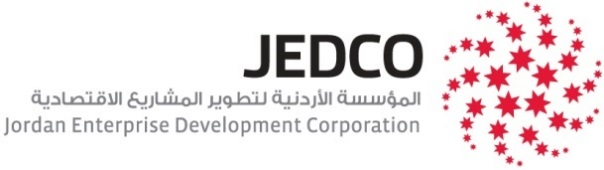 JEDCO
المؤسسة الأردنية لتطوير المشاريع الاقتصادية
Jordan Enterprise Development Corporation